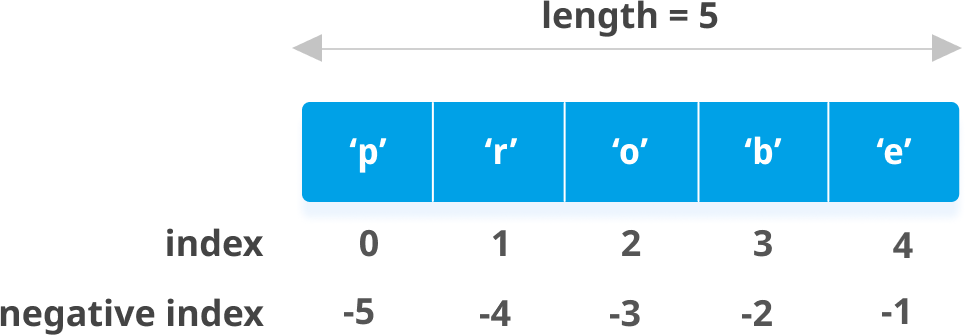 length = 5
‘p’ ‘r’ ‘o’ ‘b’ ‘e’
index 0 1 2 3 4
negative index -5 -4 -3 -2 -1